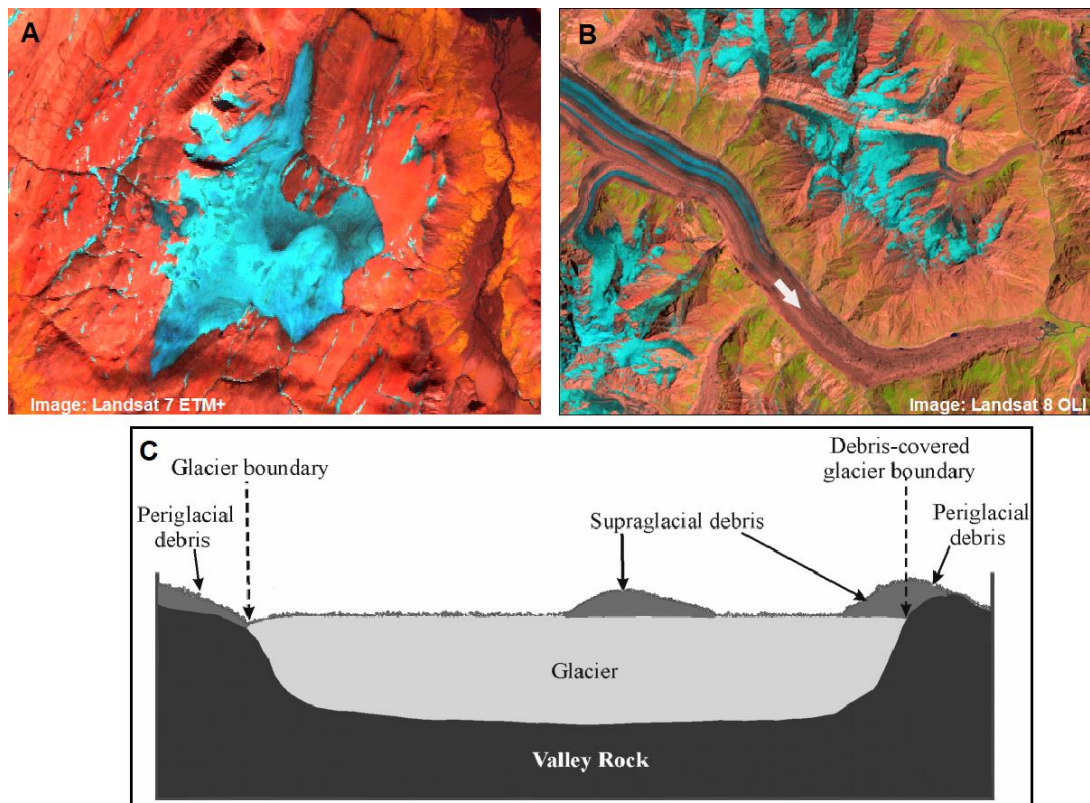 A
Image: Landsat 7 ETM+
B
Image: Landsat 8 OLI
C
Glacier boundary
Debris-covered
glacier boundary
Periglacial
debris
Supraglacial debris
Periglacial
debris
Glacier
Valley Rock